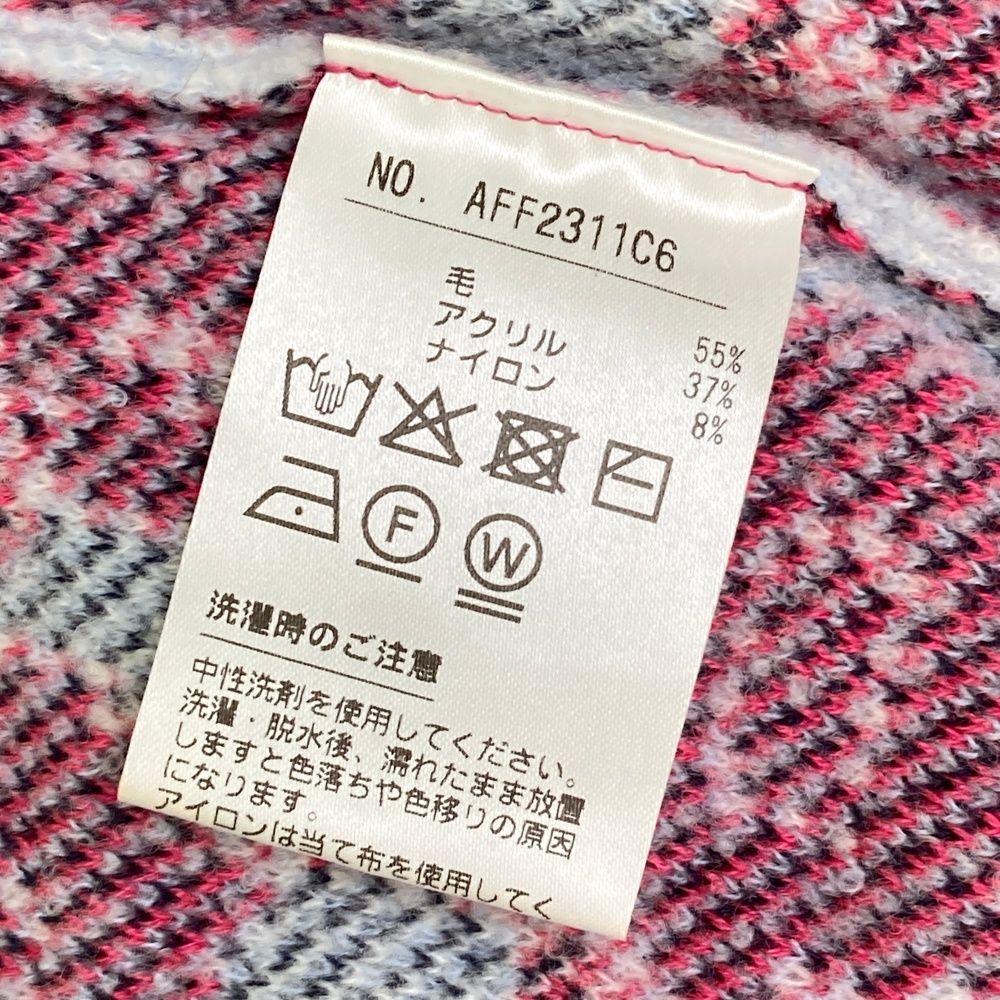 NO. AFF2311C6
毛 55%
アクリル 37%
ナイロン 8%
F
W
洗濯時のご注意
中性洗剤を使用してください。
洗濯・脱水後、濡れたまま放置
しますと色落ちや色移りの原因
になります。
アイロンは当て布を使用してく